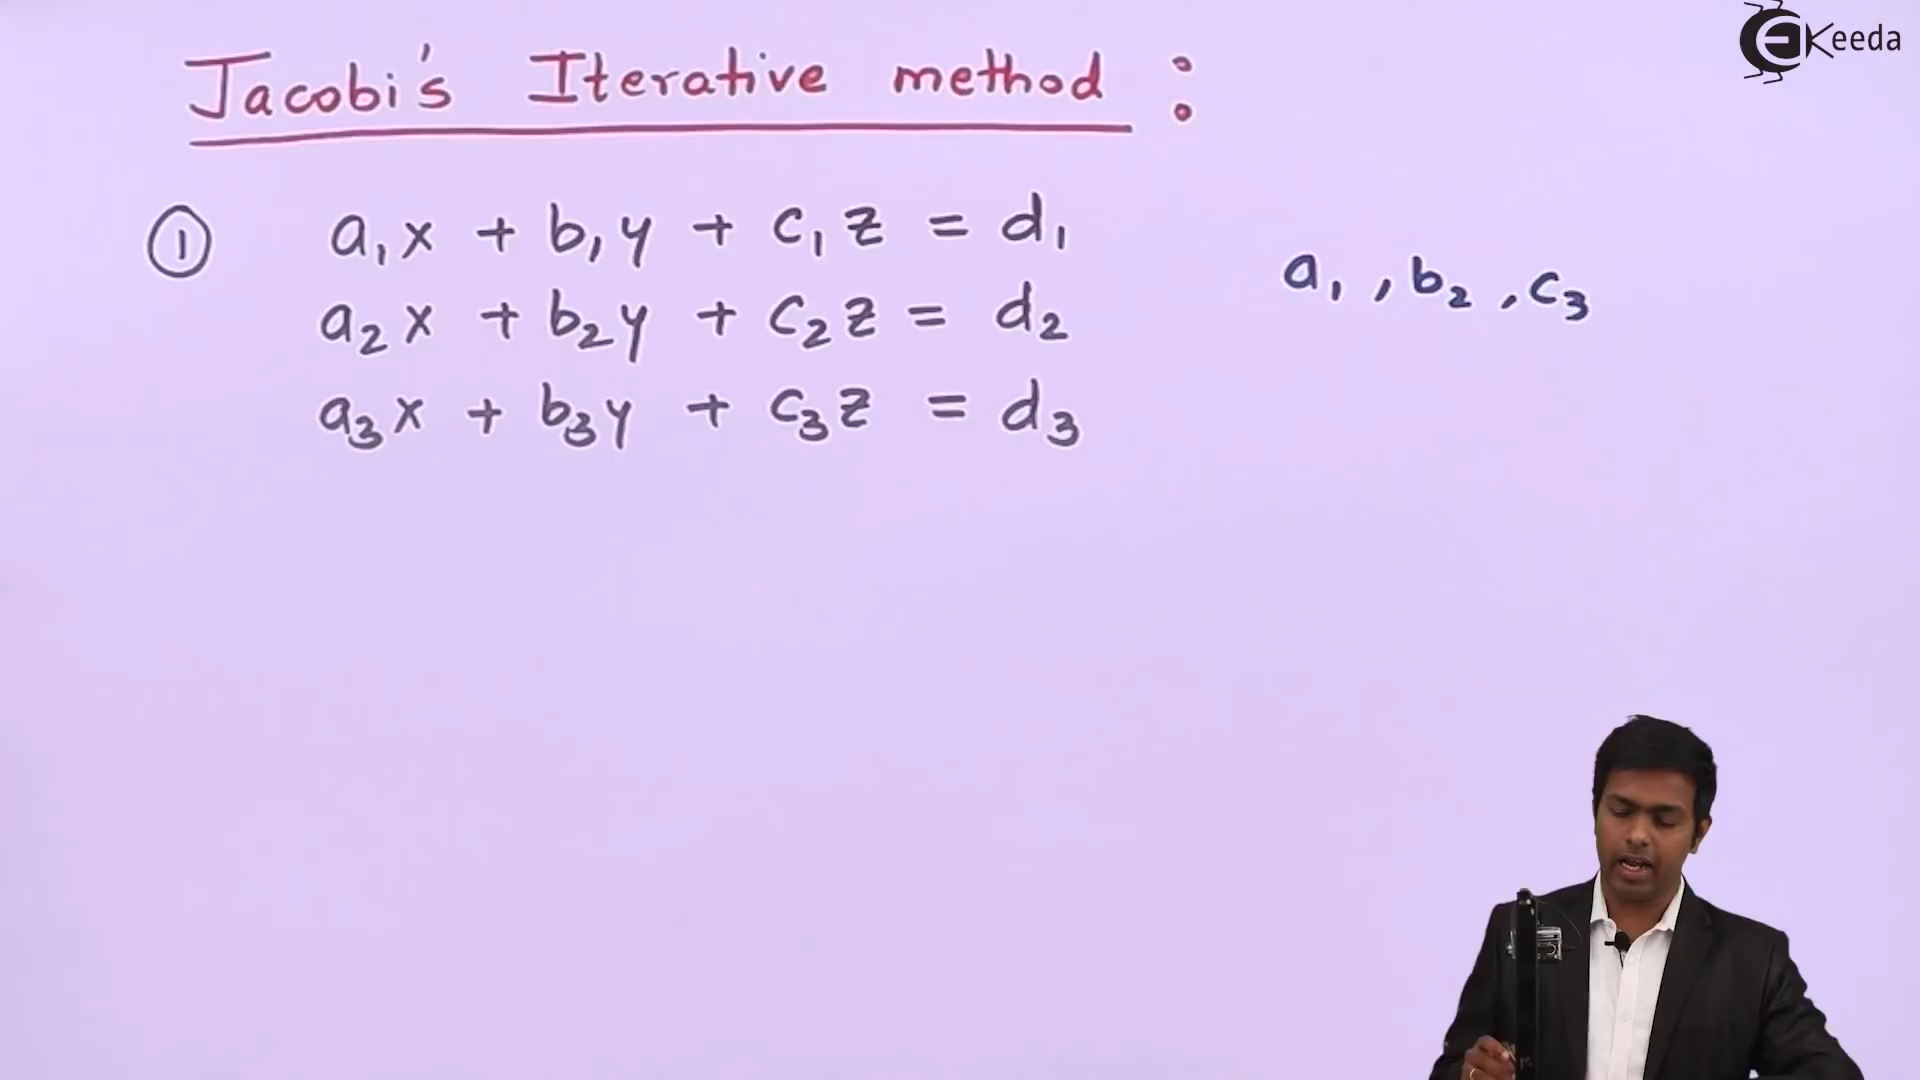 Jacobi's Iterative method :
① a₁x + b₁y + c₁z = d₁
a₂x + b₂y + c₂z = d₂
a₃x + b₃y + c₃z = d₃
a₁, b₂, c₃
EKeeda